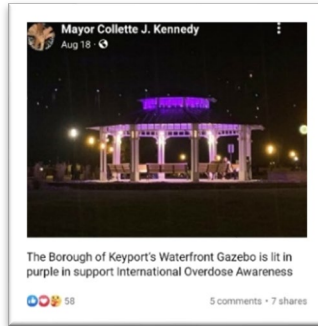 Mayor Collette J. Kennedy
Aug 18 ·
The Borough of Keyport's Waterfront Gazebo is lit in
purple in support International Overdose Awareness
58
5 comments • 7 shares